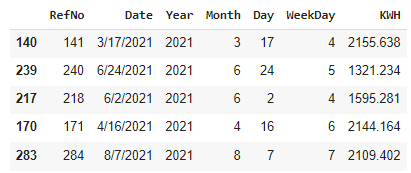 RefNo Date Year Month Day WeekDay KWH
140 141 3/17/2021 2021 3 17 4 2155.638
239 240 6/24/2021 2021 6 24 5 1321.234
217 218 6/2/2021 2021 6 2 4 1595.281
170 171 4/16/2021 2021 4 16 6 2144.164
283 284 8/7/2021 2021 8 7 7 2109.402